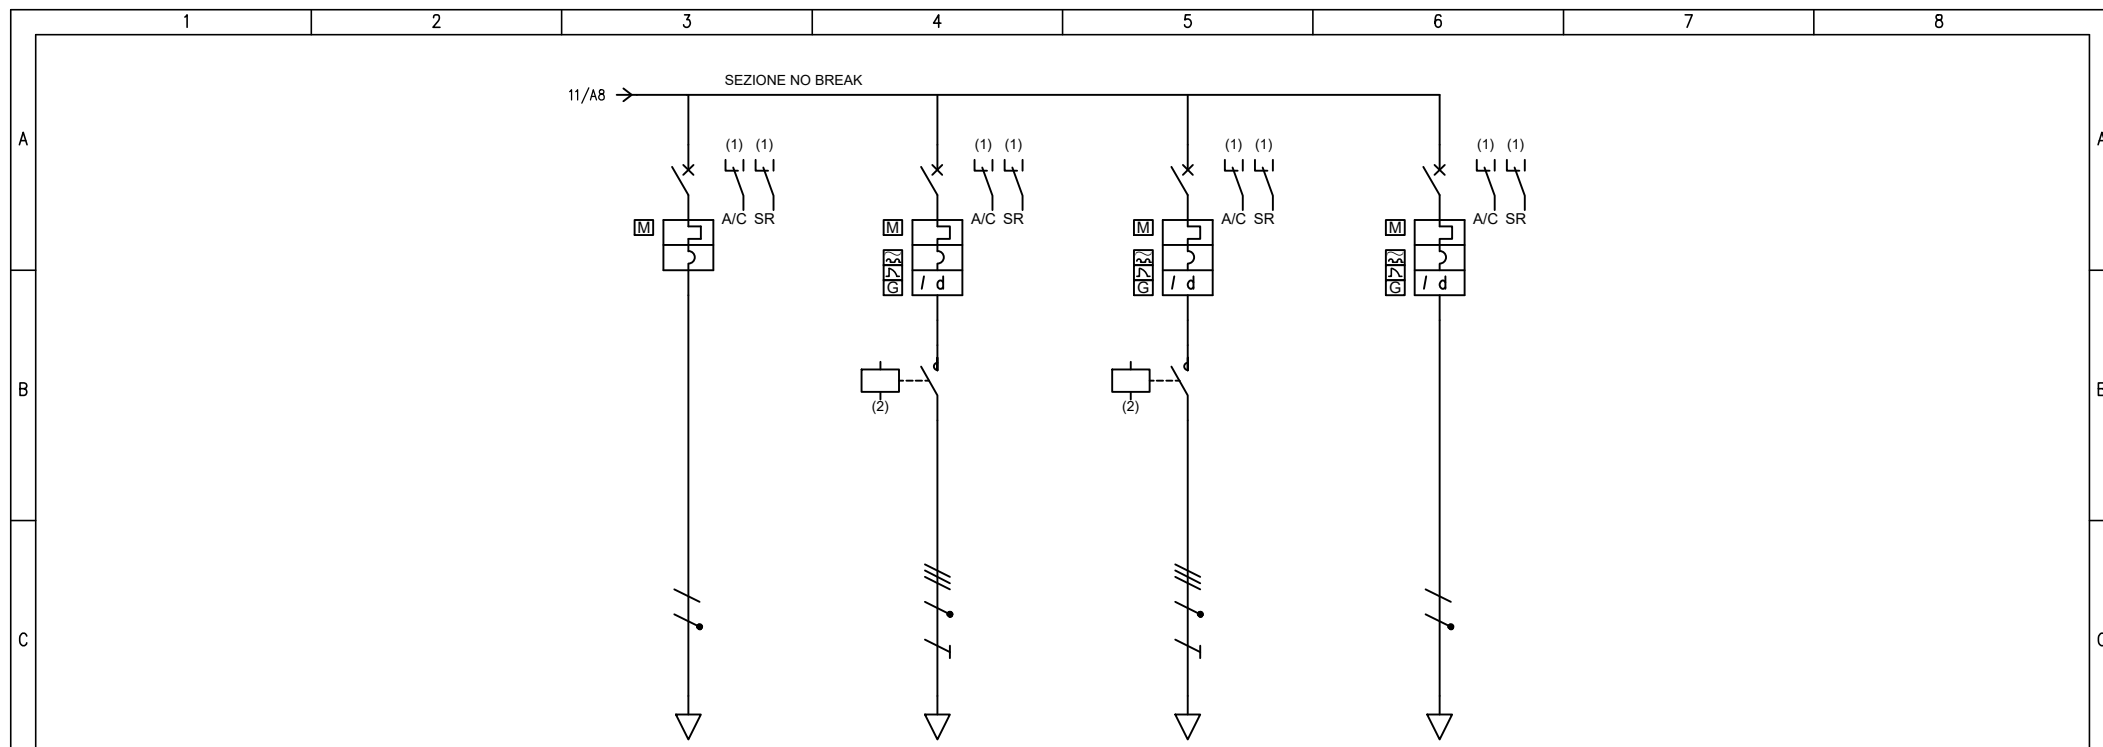 1 2 3 4 5 6 7 8
SEZIONE NO BREAK
11/A8
A A
(1) (1) (1) (1) (1) (1) (1) (1)
A/C SR A/C SR A/C SR A/C SR
M M M M
I d I d I d
G G G
B B
(2) (2)
C C